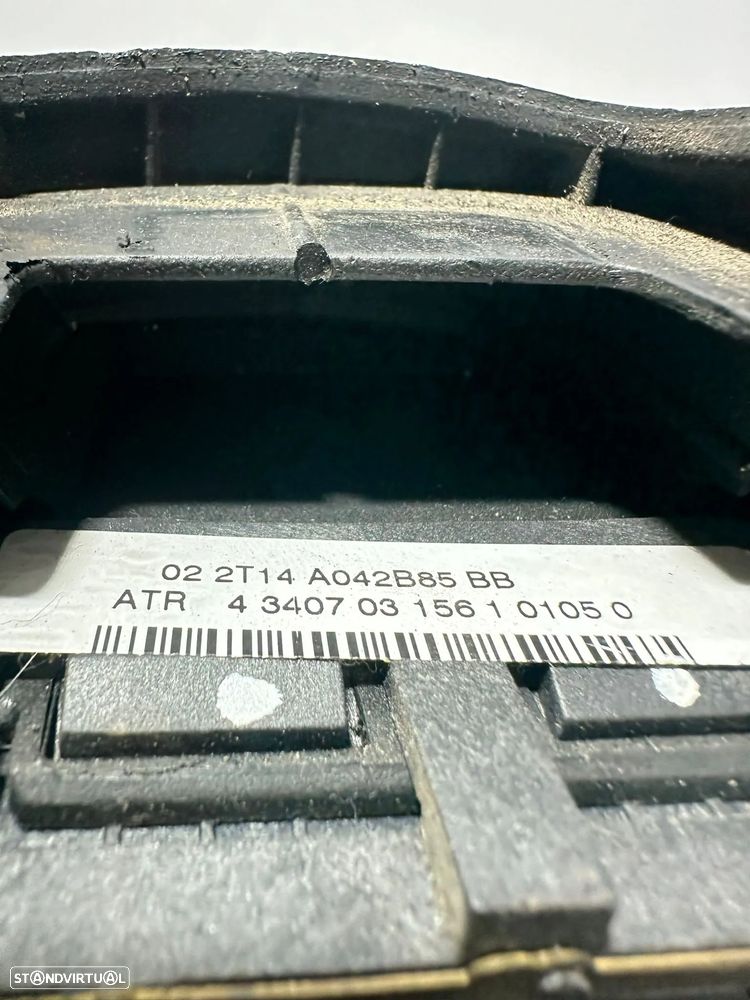 02 2T14 A042B85 BB
ATR 4 3407 03 156 1 0105 0
STANDVIRTUAL